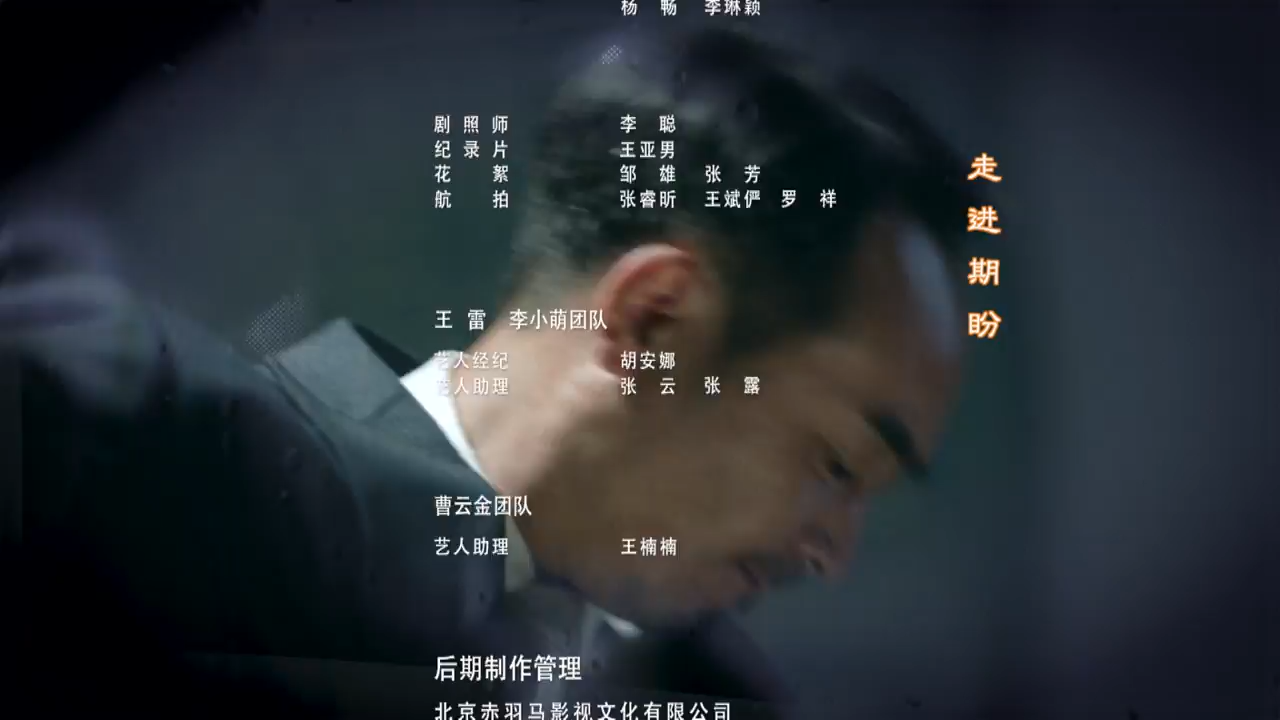 杨 畅 李琳颖
剧照师 李 聪
纪录片 王亚男
花 絮 邹 雄 张 芳
航 拍 张睿昕 王斌俨 罗 祥
王 雷 李小萌团队
艺人经纪 胡安娜
艺人助理 张 云 张 露
曹云金团队
艺人助理 王楠楠
后期制作管理
北京赤羽马影视文化有限公司
走进期盼